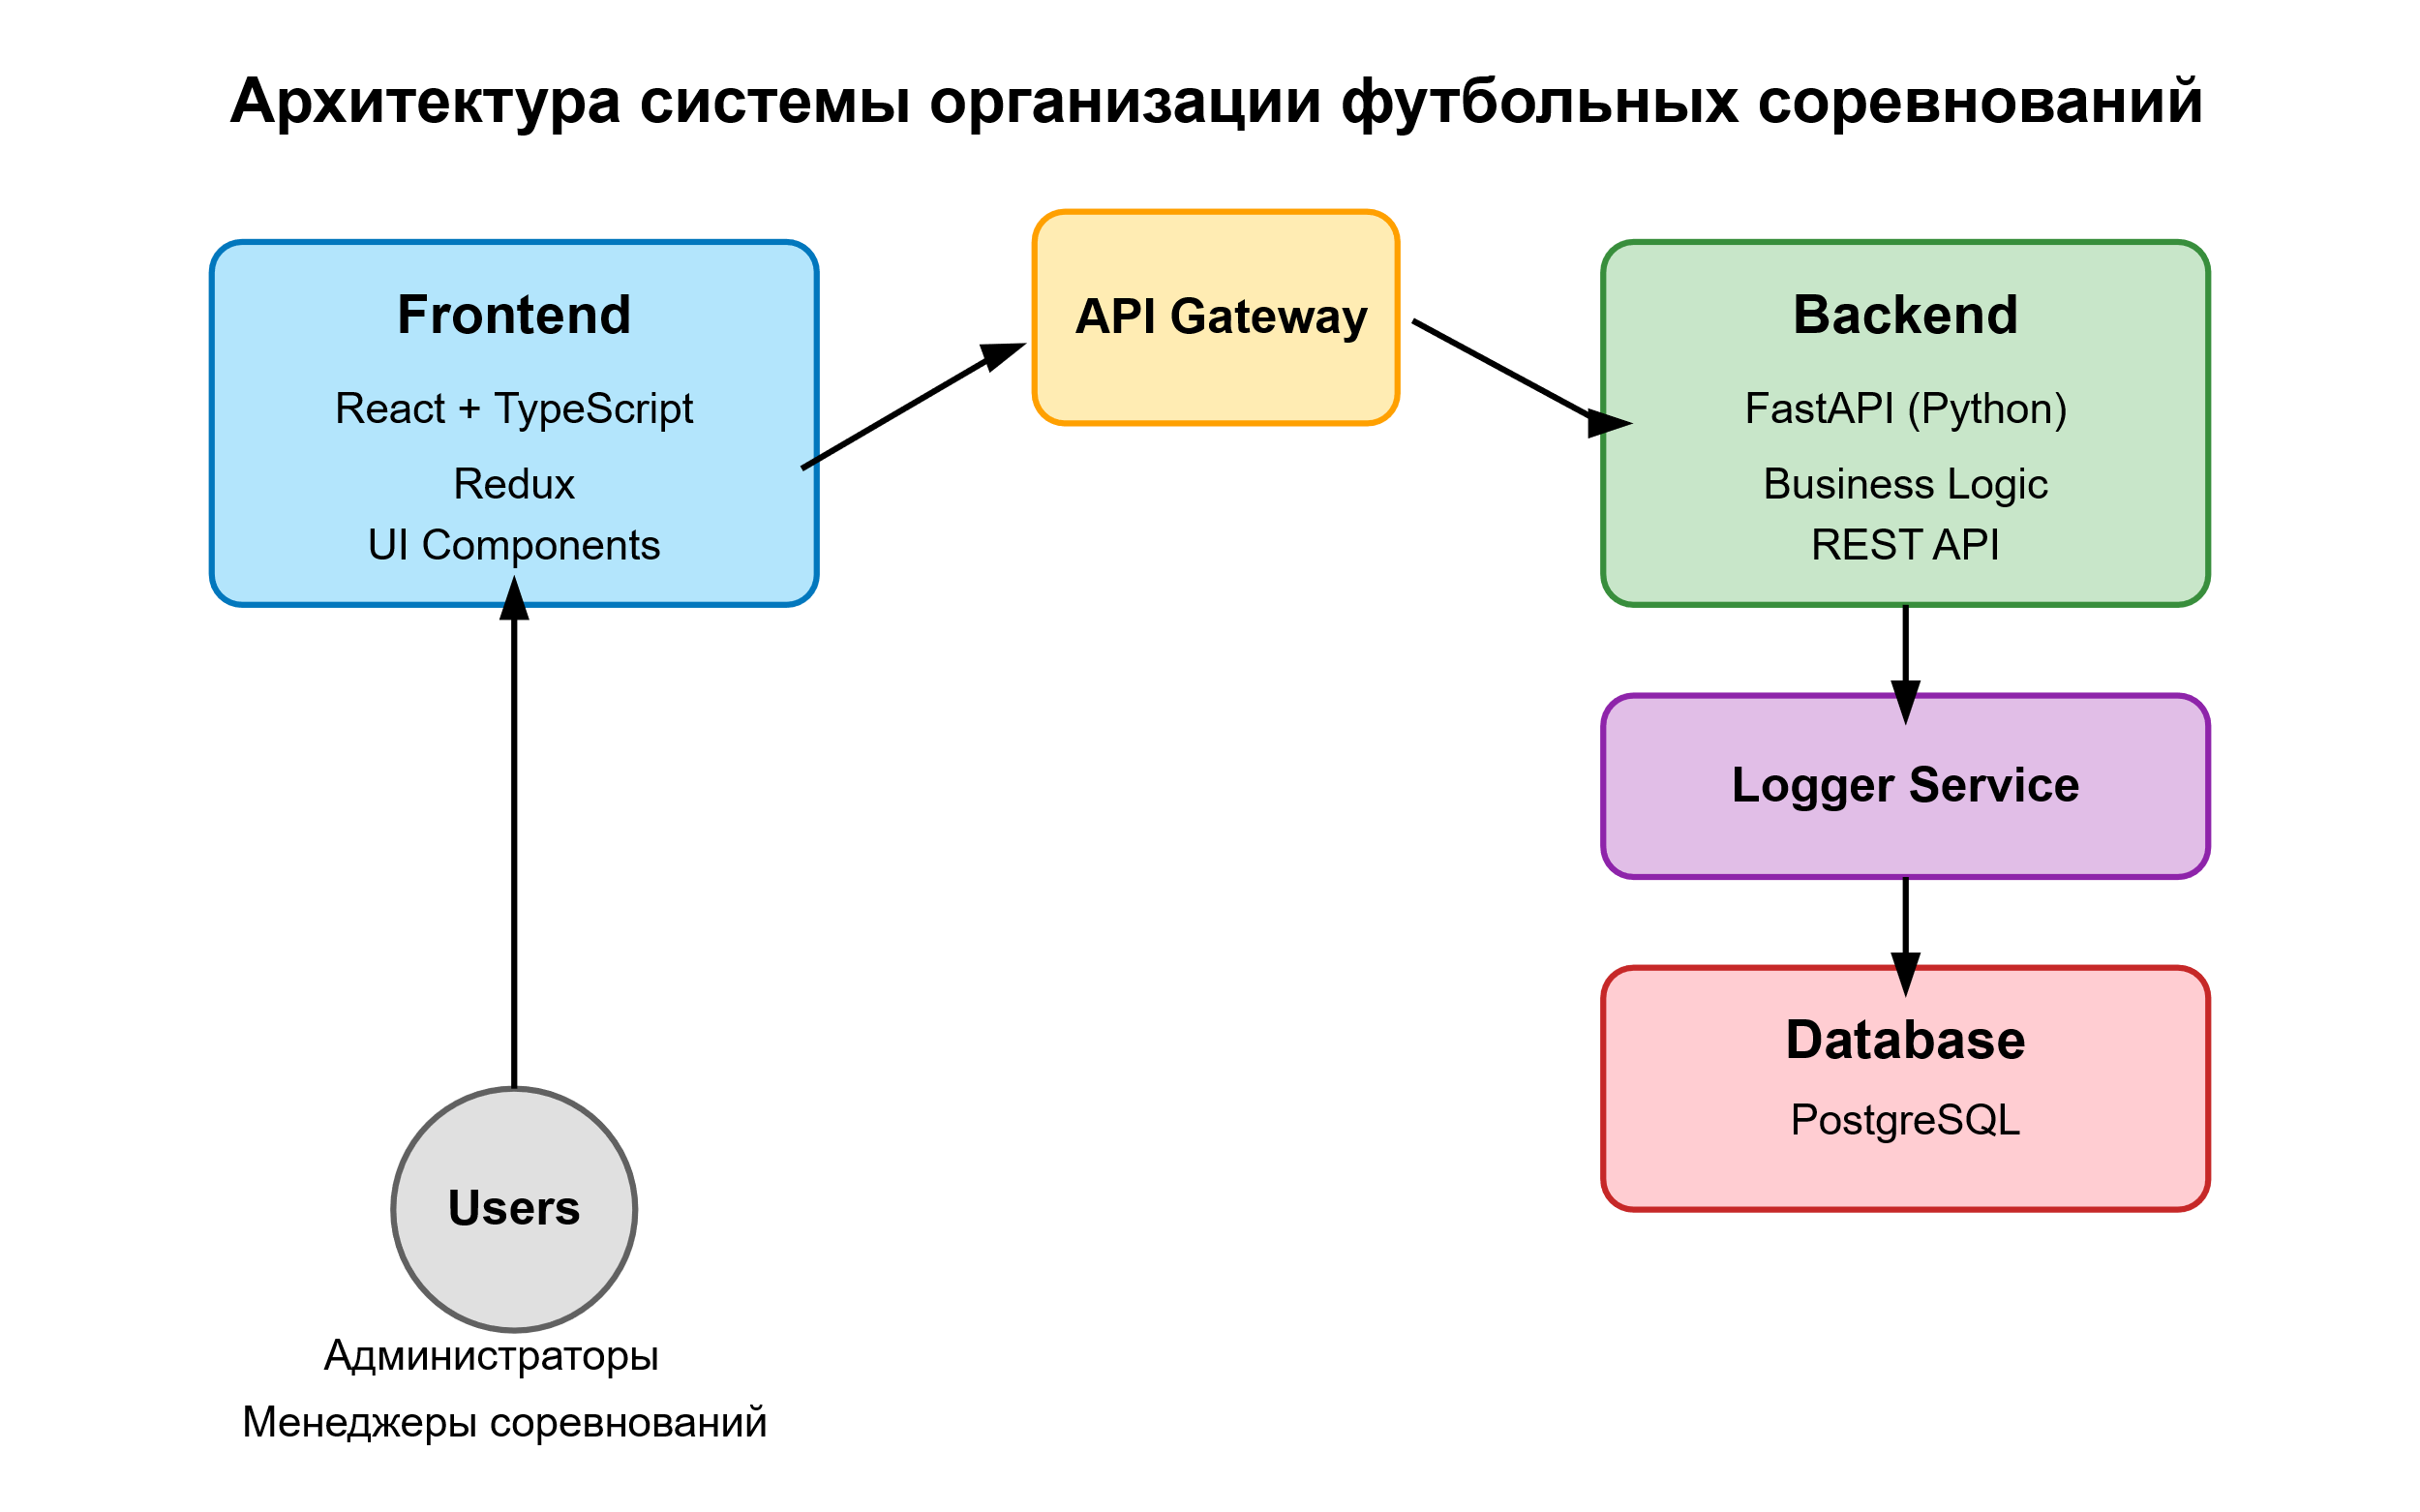 Архитектура системы организации футбольных соревнований
Frontend
React + TypeScript
Redux
UI Components
API Gateway
Backend
FastAPI (Python)
Business Logic
REST API
Logger Service
Database
PostgreSQL
Users
Администраторы
Менеджеры соревнований